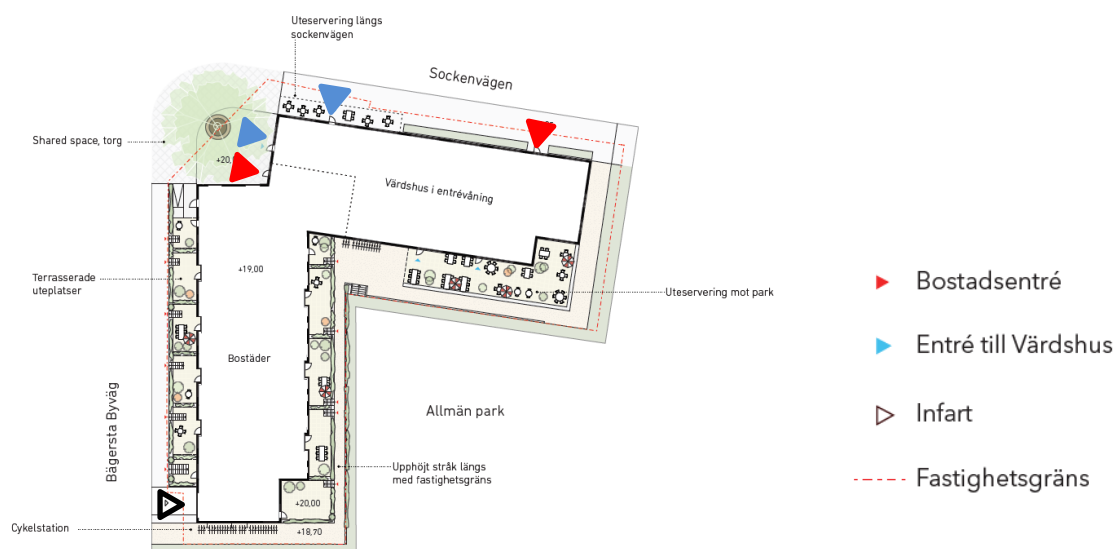 Uteservering längs
sockenvägen
Sockenvägen
Shared space, torg
Värdshus i entrévåning
+19,00
Terrasserade
uteplatser
Uteservering mot park
Bostäder
Bägersta Byväg
Allmän park
Upphöjt stråk längs
med fastighetsgräns
+20,00
Cykelstation
+18,70
Bostadsentré
Entré till Värdshus
Infart
Fastighetsgräns